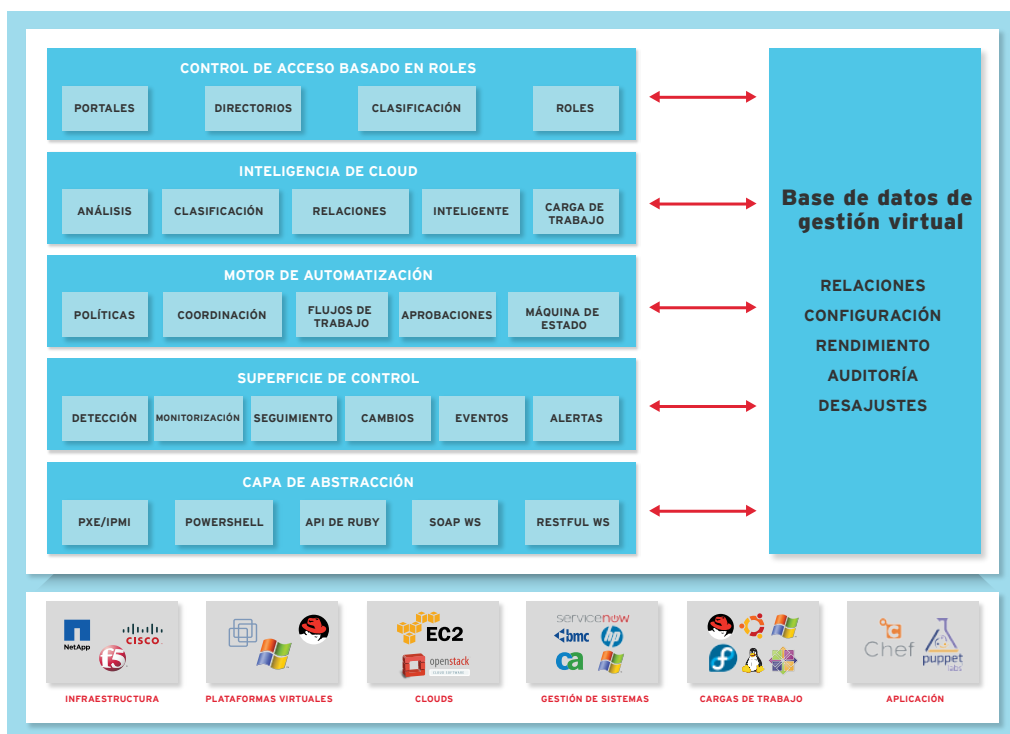 CONTROL DE ACCESO BASADO EN ROLES
PORTALES
DIRECTORIOS
CLASIFICACIÓN
ROLES
INTELIGENCIA DE CLOUD
ANÁLISIS
CLASIFICACIÓN
RELACIONES
INTELIGENTE
CARGA DE
TRABAJO
MOTOR DE AUTOMATIZACIÓN
POLÍTICAS
COORDINACIÓN
FLUJOS DE
TRABAJO
APROBACIONES
MÁQUINA DE
ESTADO
SUPERFICIE DE CONTROL
DETECCIÓN
MONITORIZACIÓN
SEGUIMIENTO
CAMBIOS
EVENTOS
ALERTAS
CAPA DE ABSTRACCIÓN
PXE/IPMI
POWERSHELL
API DE RUBY
SOAP WS
RESTFUL WS
Base de datos de
gestión virtual
RELACIONES
CONFIGURACIÓN
RENDIMIENTO
AUDITORÍA
DESAJUSTES
NetApp
CISCO
f5
INFRAESTRUCTURA
PLATAFORMAS VIRTUALES
EC2
openstack
CLOUD SOFTWARE
CLOUDS
servicenow
bmc
hp
ca
GESTIÓN DE SISTEMAS
CARGAS DE TRABAJO
Chef
puppet
labs
APLICACIÓN